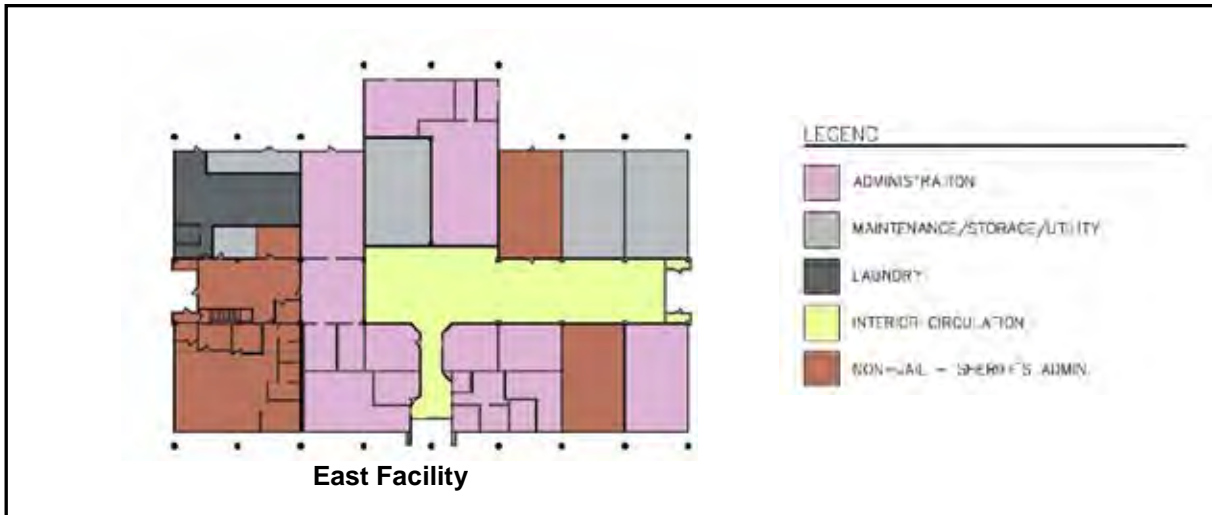 LEGEND
ADMINISTRATION
MAINTENANCE/STORAGE/UTILITY
LAUNDRY
INTERIOR CIRCULATION
NON-JAIL - SHERIFF'S ADMIN.
East Facility